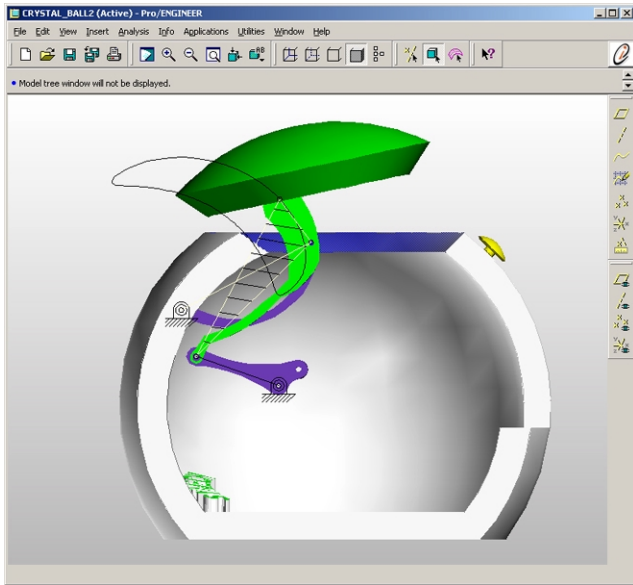 CRYSTAL_BALL2 (Active) - Pro/ENGINEER
File Edit View Insert Analysis Info Applications Utilities Window Help
• Model tree window will not be displayed.